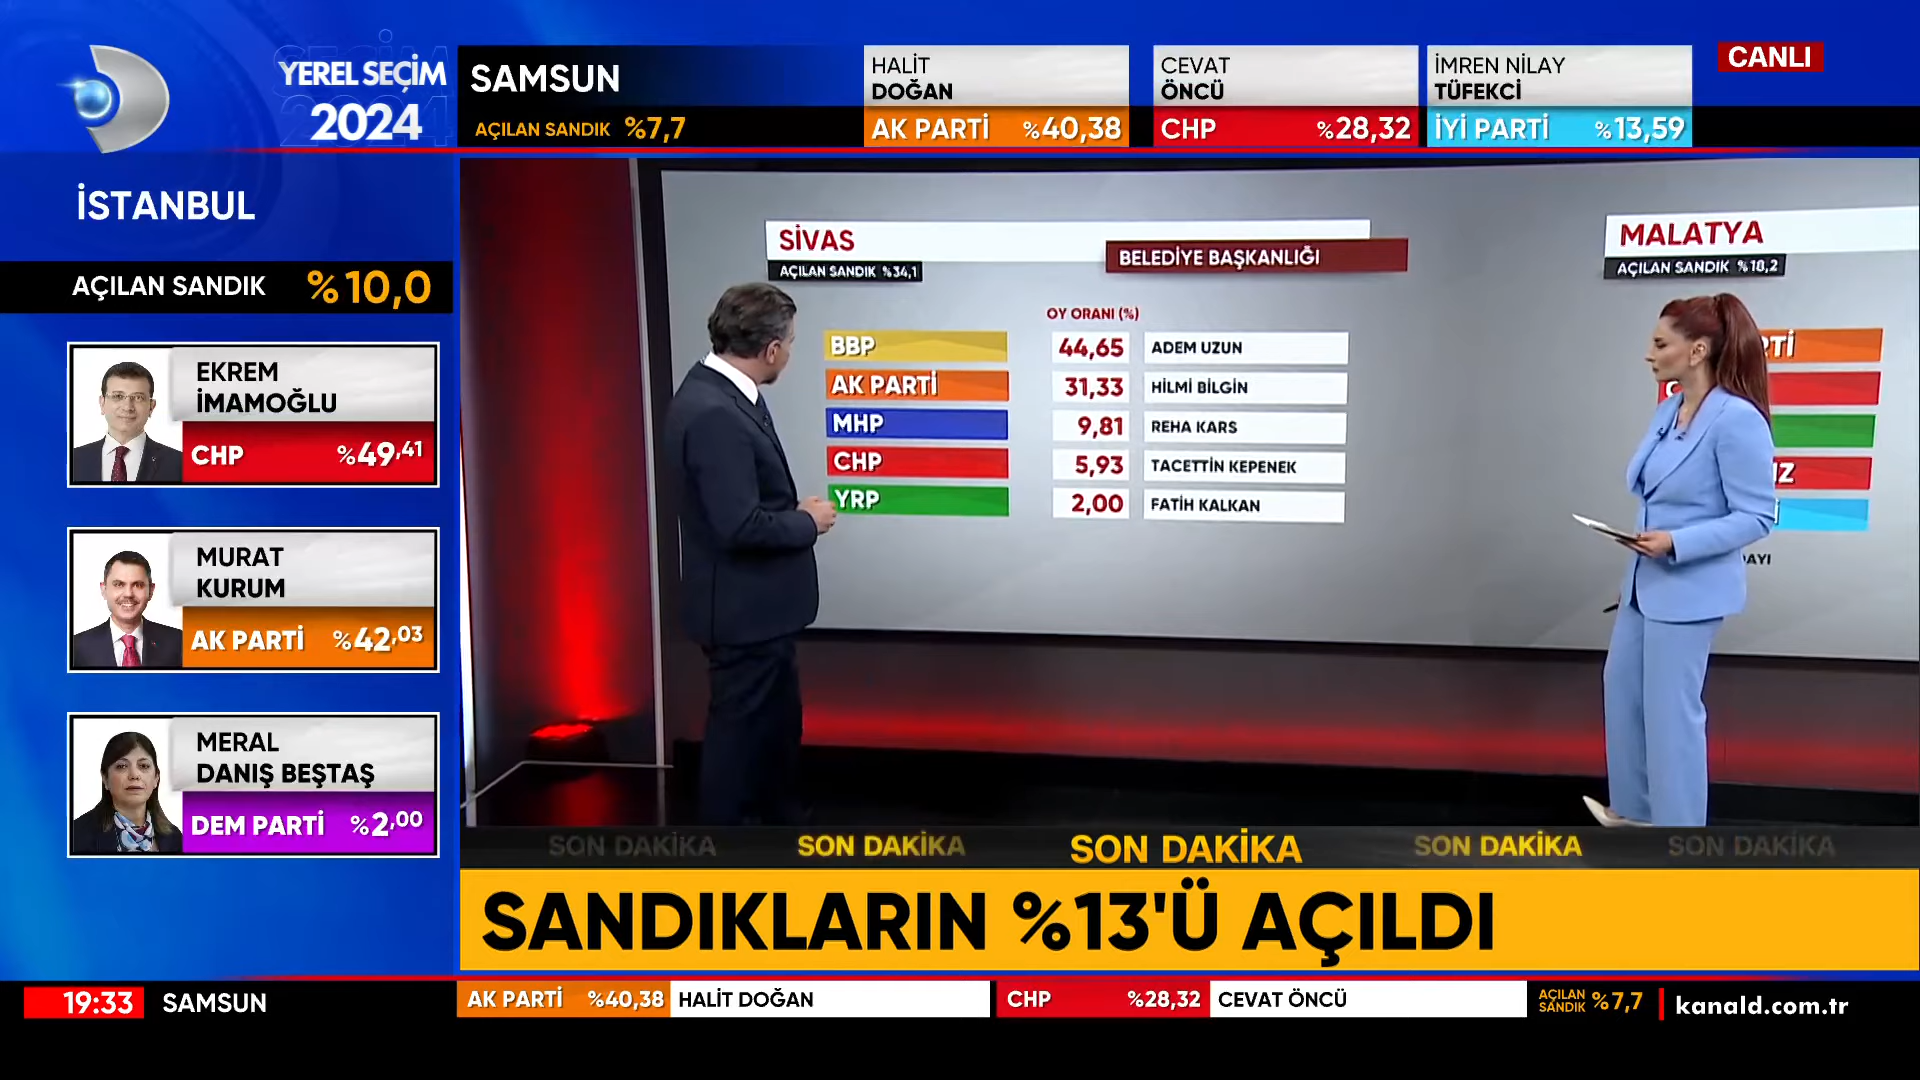 YEREL SEÇİM
2024
SAMSUN
AÇILAN SANDIK %7,7
HALİT
DOĞAN
AK PARTİ %40,38
CEVAT
ÖNCÜ
CHP %28,32
İMREN NİLAY
TÜFEKCİ
İYİ PARTİ %13,59
CANLI
İSTANBUL
AÇILAN SANDIK %10,0
EKREM
İMAMOĞLU
CHP %49,41
MURAT
KURUM
AK PARTİ %42,03
MERAL
DANIŞ BEŞTAŞ
DEM PARTİ %2,00
SİVAS
AÇILAN SANDIK %34,1
BELEDİYE BAŞKANLIĞI
OY ORANI (%)
BBP 44,65 ADEM UZUN
AK PARTİ 31,33 HİLMİ BİLGİN
MHP 9,81 REHA KARS
CHP 5,93 TACETTİN KEPENEK
YRP 2,00 FATİH KALKAN
MALATYA
AÇILAN SANDIK %10,2
SON DAKİKA SON DAKİKA SON DAKİKA SON DAKİKA SON DAKİKA
SANDIKLARIN %13'Ü AÇILDI
19:33 SAMSUN AK PARTİ %40,38 HALİT DOĞAN CHP %28,32 CEVAT ÖNCÜ AÇILAN SANDIK %7,7 kanald.com.tr